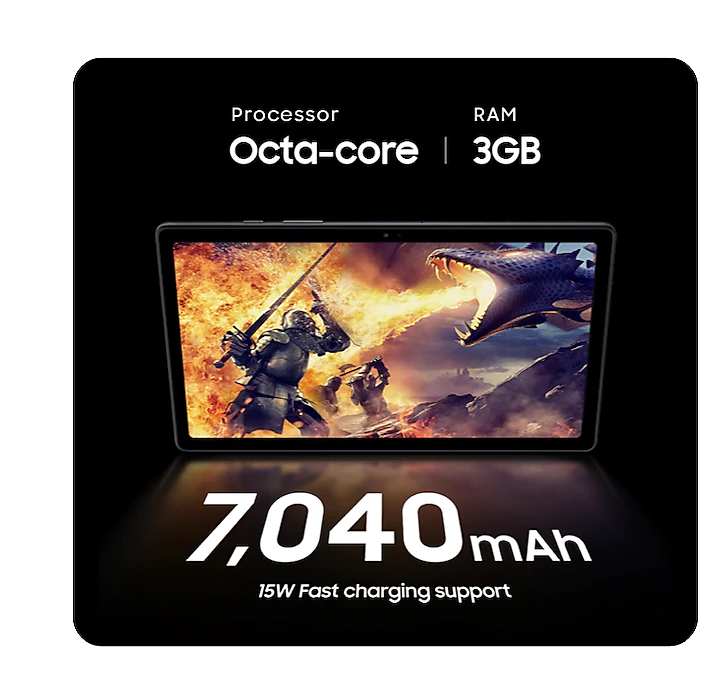 Processor
RAM
Octa-core
3GB
7,040mAh
15W Fast charging support